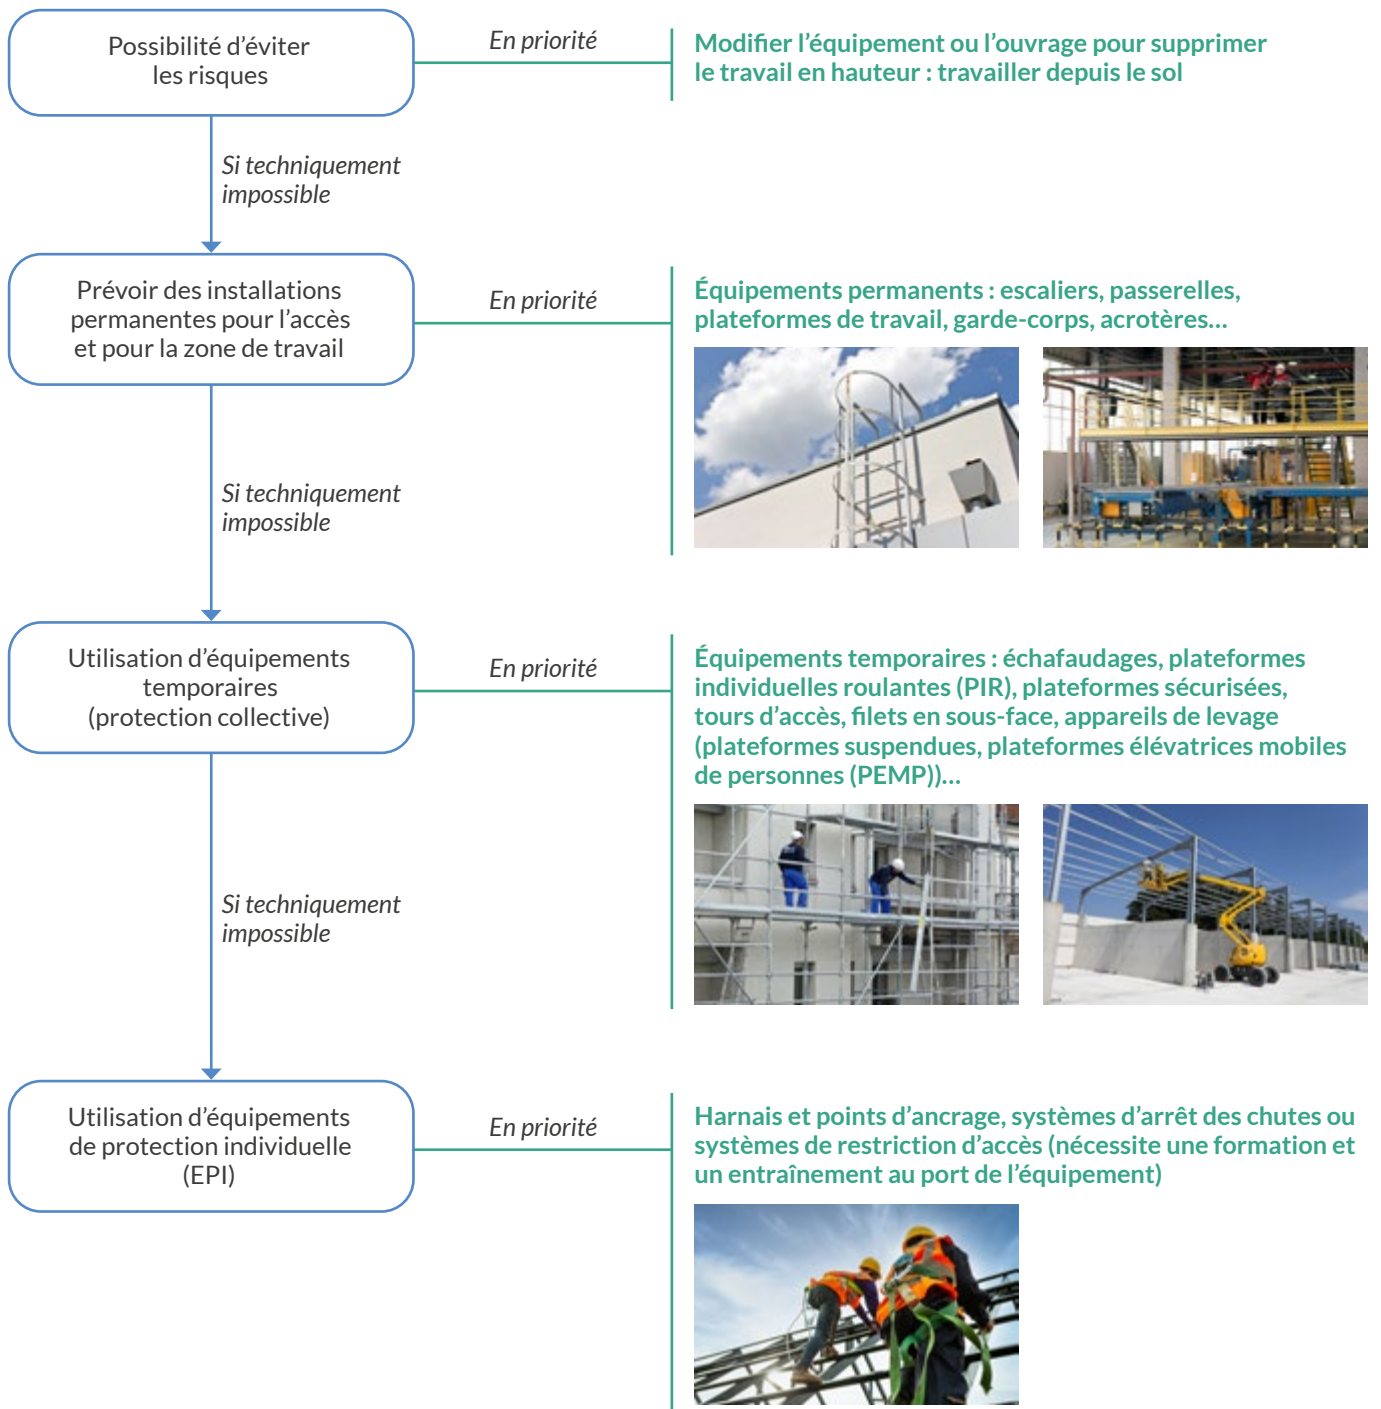 Possibilité d’éviter
les risques
En priorité
Modifier l’équipement ou l’ouvrage pour supprimer
le travail en hauteur : travailler depuis le sol
Si techniquement
impossible
Prévoir des installations
permanentes pour l’accès
et pour la zone de travail
En priorité
Équipements permanents : escaliers, passerelles,
plateformes de travail, garde-corps, acrotères…
Si techniquement
impossible
Utilisation d’équipements
temporaires
(protection collective)
En priorité
Équipements temporaires : échafaudages, plateformes
individuelles roulantes (PIR), plateformes sécurisées,
tours d’accès, filets en sous-face, appareils de levage
(plateformes suspendues, plateformes élévatrices mobiles
de personnes (PEMP))…
Si techniquement
impossible
Utilisation d’équipements
de protection individuelle
(EPI)
En priorité
Harnais et points d’ancrage, systèmes d’arrêt des chutes ou
systèmes de restriction d’accès (nécessite une formation et
un entraînement au port de l’équipement)